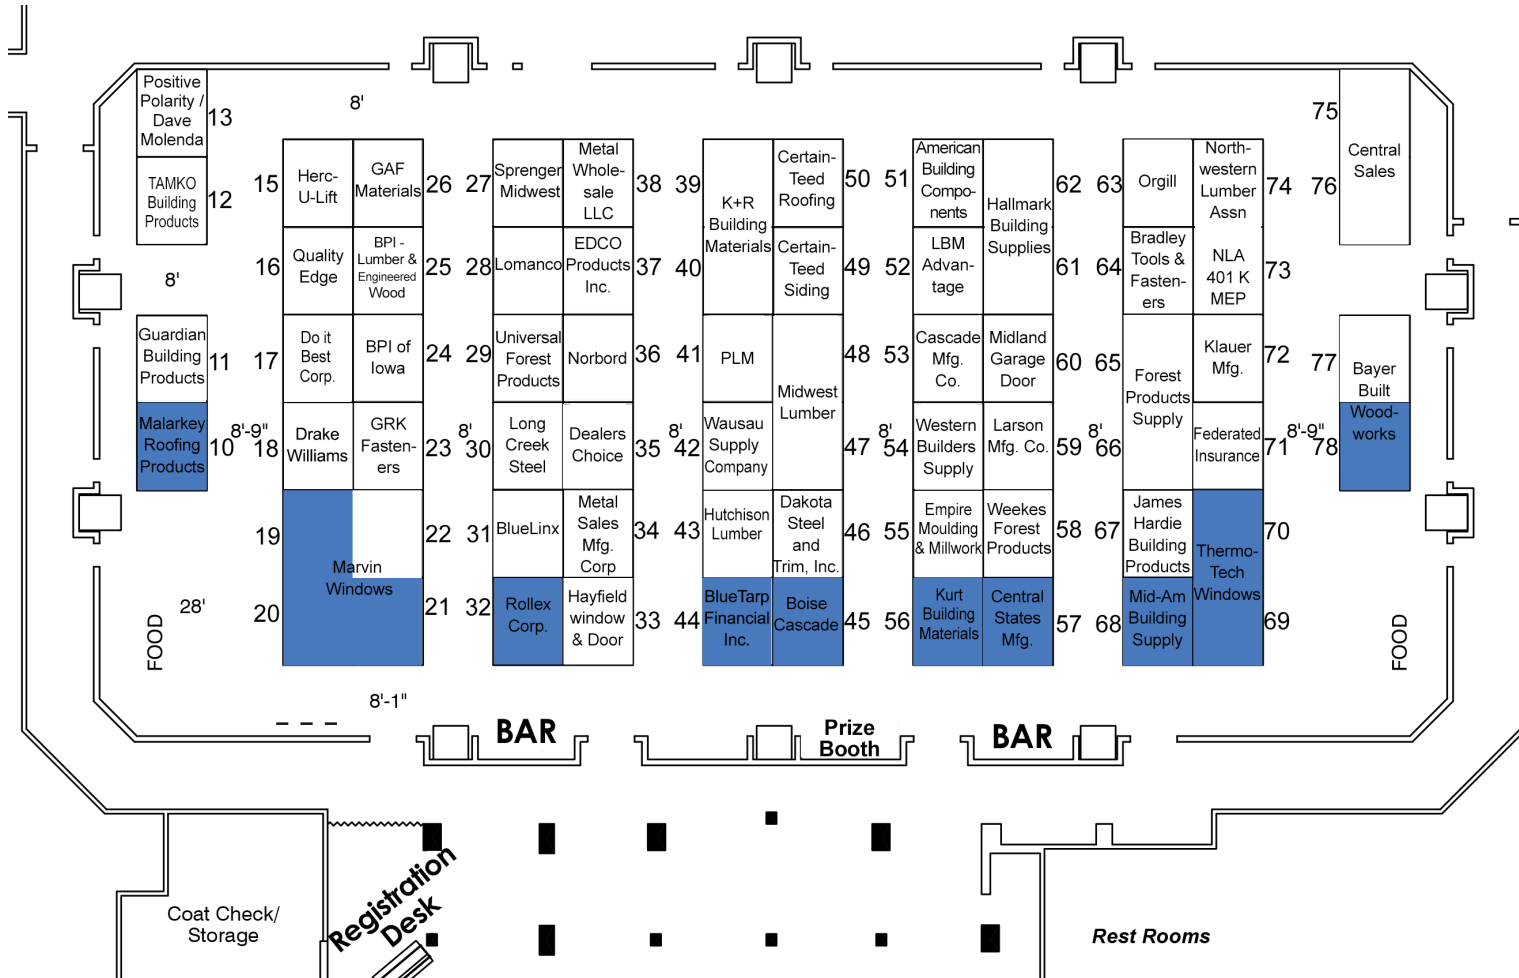 Positive
Polarity /
Dave
Molenda
13
TAMKO
Building
Products
12
8'
8'
Guardian
Building
Products
11
Malarkey
Roofing
Products
10
8'-9"
28'
FOOD
15
Herc-
U-Lift
GAF
Materials
26
16
Quality
Edge
BPI -
Lumber &
Engineered
Wood
25
17
Do it
Best
Corp.
BPI of
Iowa
24
18
Drake
Williams
GRK
Fasten-
ers
23
19
22
Marvin
Windows
20
21
8'-1"
8'
27
Sprenger
Midwest
Metal
Whole-
sale
LLC
38
28
Lomanco
EDCO
Products
Inc.
37
29
Universal
Forest
Products
Norbord
36
30
Long
Creek
Steel
Dealers
Choice
35
31
BlueLinx
Metal
Sales
Mfg.
Corp
34
32
Rollex
Corp.
Hayfield
window
& Door
33
8'
39
K+R
Building
Materials
Certain-
Teed
Roofing
50
40
Certain-
Teed
Siding
49
41
PLM
48
Midwest
Lumber
42
Wausau
Supply
Company
47
43
Hutchison
Lumber
Dakota
Steel
and
Trim, Inc.
46
44
BlueTarp
Financial
Inc.
Boise
Cascade
45
8'
51
American
Building
Compo-
nents
Hallmark
Building
Supplies
62
52
LBM
Advan-
tage
61
53
Cascade
Mfg.
Co.
Midland
Garage
Door
60
54
Western
Builders
Supply
Larson
Mfg. Co.
59
55
Empire
Moulding
& Millwork
Weekes
Forest
Products
58
56
Kurt
Building
Materials
Central
States
Mfg.
57
8'
63
Orgill
North-
western
Lumber
Assn
74
64
Bradley
Tools &
Fasten-
ers
NLA
401 K
MEP
73
65
Forest
Products
Supply
Klauer
Mfg.
72
66
Federated
Insurance
71
67
James
Hardie
Building
Products
Thermo-
Tech
Windows
70
68
Mid-Am
Building
Supply
69
8'-9"
75
Central
Sales
76
77
Bayer
Built
Wood-
works
78
FOOD
BAR
Prize
Booth
BAR
Registration
Desk
Coat Check/
Storage
Rest Rooms